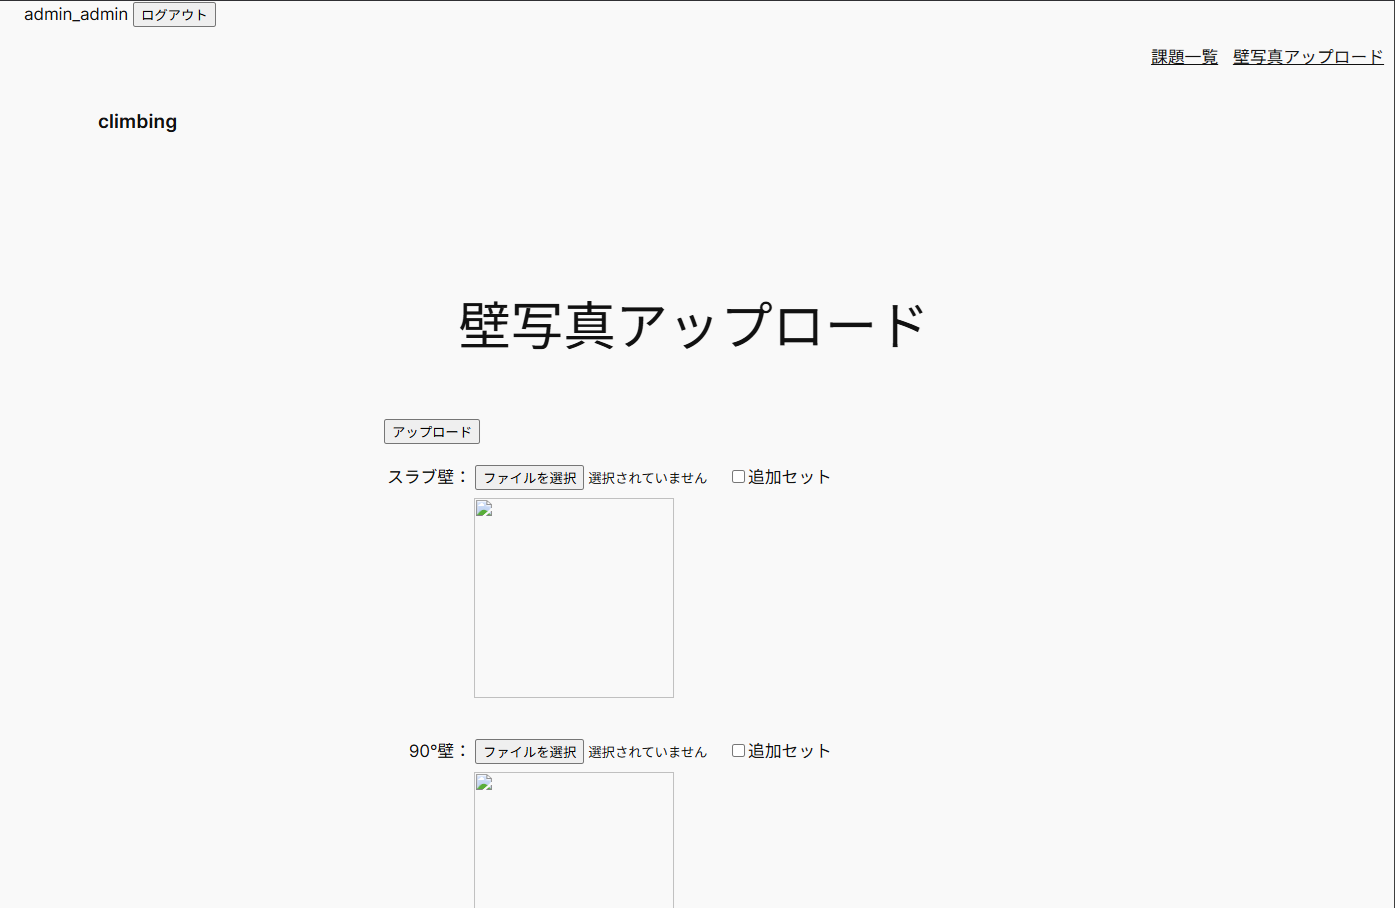 admin_admin ログアウト
課題一覧 壁写真アップロード
climbing
壁写真アップロード
アップロード
スラブ壁： ファイルを選択 選択されていません 追加セット
90°壁： ファイルを選択 選択されていません 追加セット